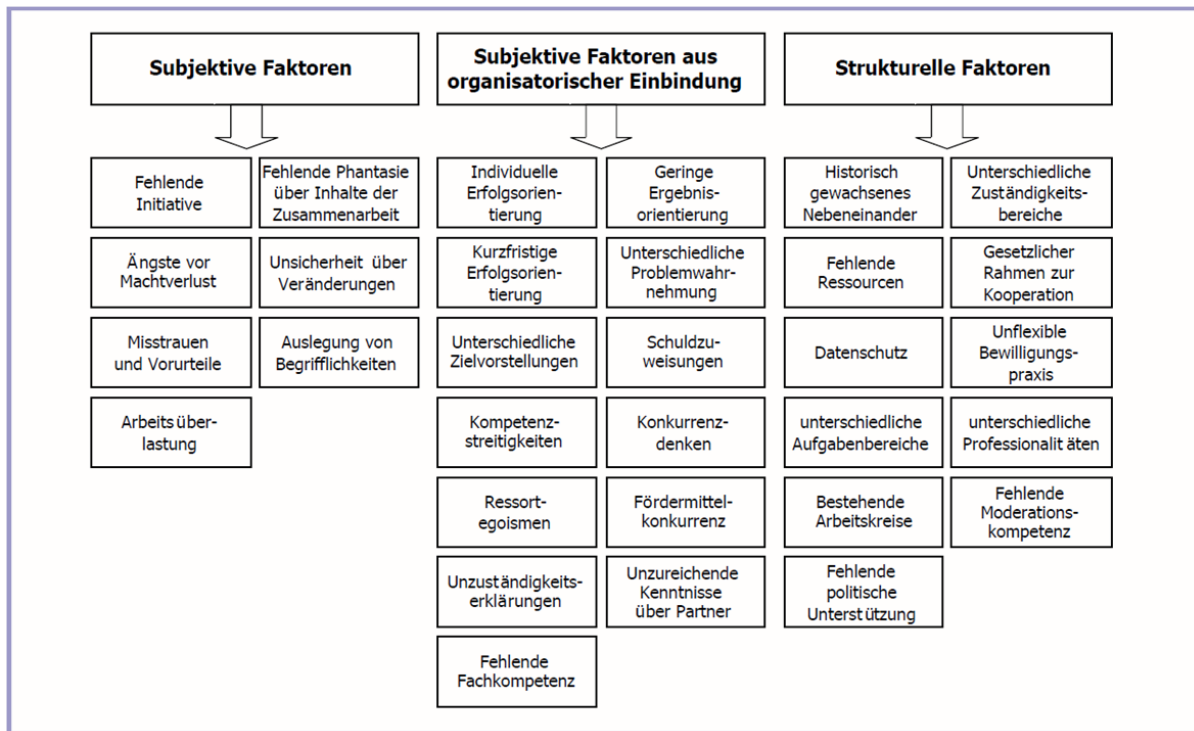 Subjektive Faktoren
Fehlende
Initiative
Fehlende Phantasie
über Inhalte der
Zusammenarbeit
Ängste vor
Machtverlust
Unsicherheit über
Veränderungen
Misstrauen
und Vorurteile
Auslegung von
Begrifflichkeiten
Arbeitsüber-
lastung
Subjektive Faktoren aus
organisatorischer Einbindung
Individuelle
Erfolgsorien-
tierung
Geringe
Ergebnis-
orientierung
Kurzfristige
Erfolgsorien-
tierung
Unterschiedliche
Problemwahr-
nehmung
Unterschiedliche
Zielvorstellungen
Schuldzu-
weisungen
Kompetenz-
streitigkeiten
Konkurrenz-
denken
Ressort-
egoismen
Fördermittel-
konkurrenz
Unzuständigkeits-
erklärungen
Unzureichende
Kenntnisse
über Partner
Fehlende
Fachkompetenz
Strukturelle Faktoren
Historisch
gewachsenes
Nebeneinander
Unterschiedliche
Zuständigkeits-
bereiche
Fehlende
Ressourcen
Gesetzlicher
Rahmen zur
Kooperation
Datenschutz
Unflexible
Bewilligungs-
praxis
unterschiedliche
Aufgabenbereiche
unterschiedliche
Professionalitäten
Bestehende
Arbeitskreise
Fehlende
Moderations-
kompetenz
Fehlende
politische
Unterstützung